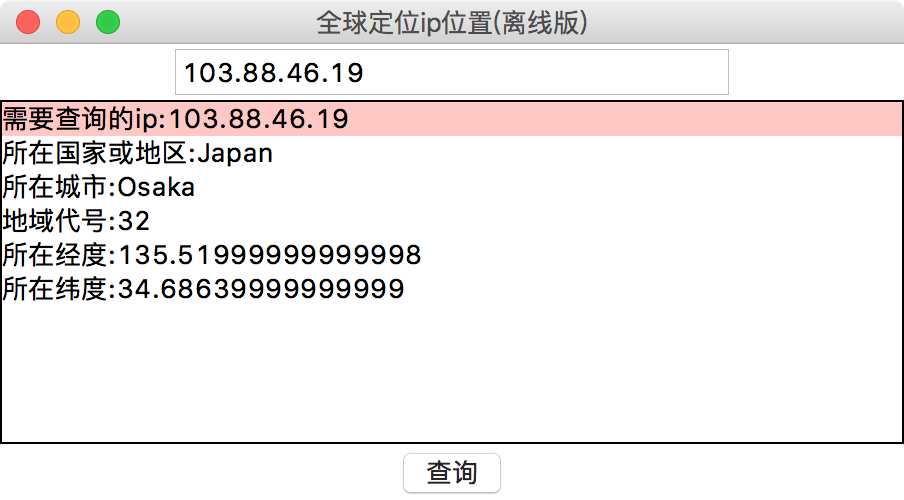 全球定位ip位置(离线版)
103.88.46.19
需要查询的ip:103.88.46.19
所在国家或地区:Japan
所在城市:Osaka
地域代号:32
所在经度:135.51999999999998
所在纬度:34.68639999999999
查询